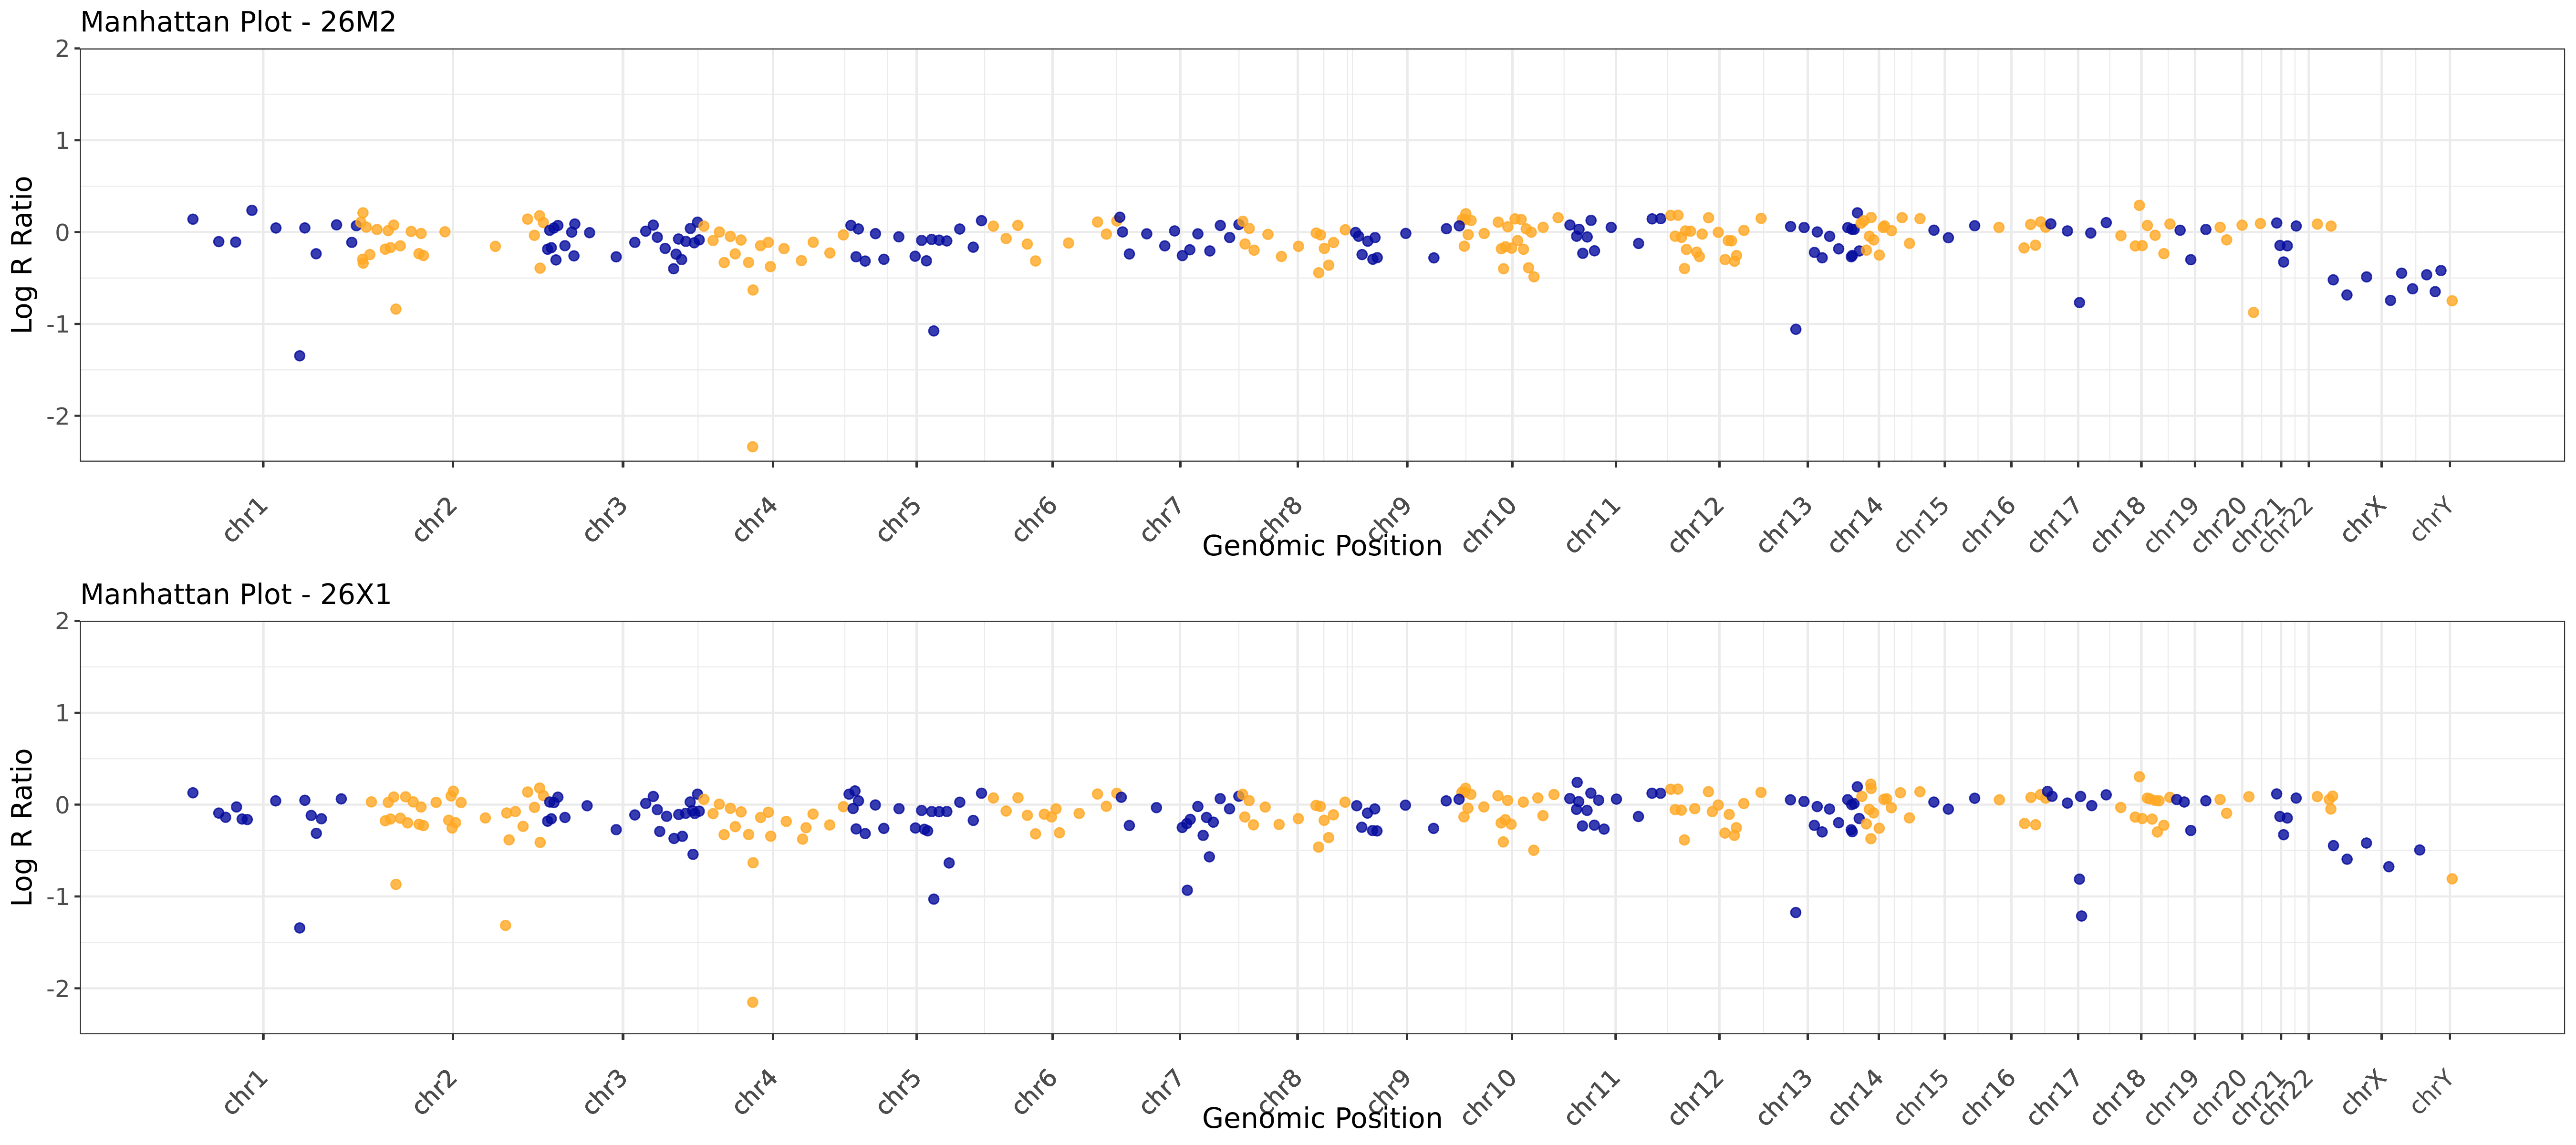 Manhattan Plot - 26M2
Log R Ratio
2
1
0
-1
-2
chr1 chr2 chr3 chr4 chr5 chr6 chr7 chr8 chr9 chr10 chr11 chr12 chr13 chr14 chr15 chr16 chr17 chr18 chr19 chr20 chr21 chr22 chrX chrY
Genomic Position
Manhattan Plot - 26X1
Log R Ratio
2
1
0
-1
-2
chr1 chr2 chr3 chr4 chr5 chr6 chr7 chr8 chr9 chr10 chr11 chr12 chr13 chr14 chr15 chr16 chr17 chr18 chr19 chr20 chr21 chr22 chrX chrY
Genomic Position